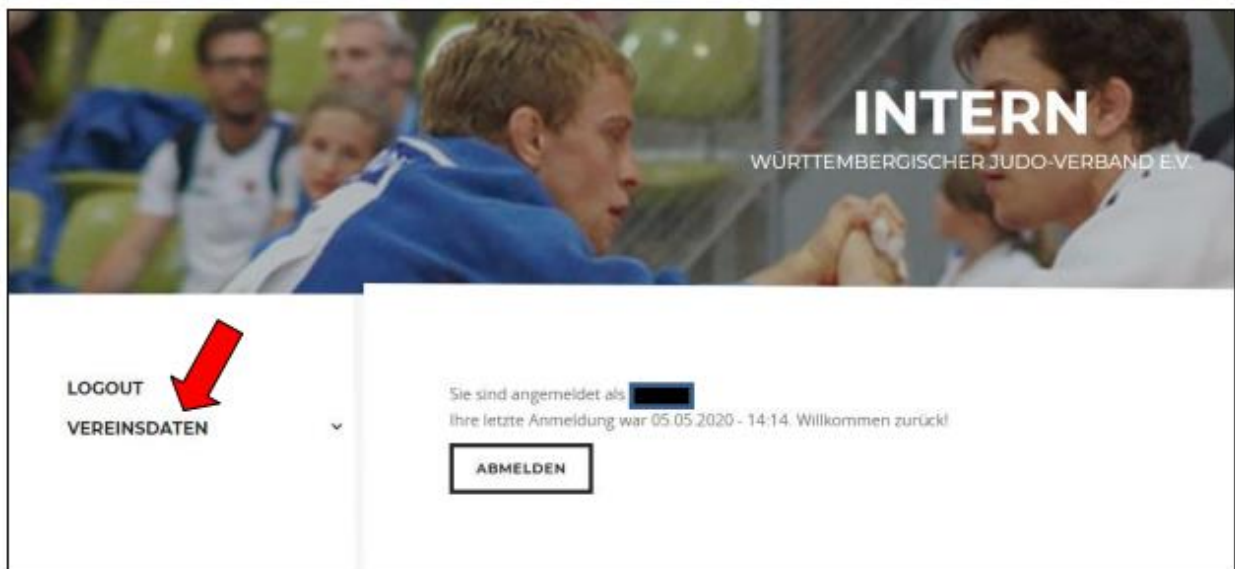 INTERN
WÜRTTEMBERGISCHER JUDO-VERBAND E.V.
LOGOUT
VEREINSDATEN
Sie sind angemeldet als
Ihre letzte Anmeldung war 05.05.2020 - 14:14. Willkommen zurück!
ABMELDEN